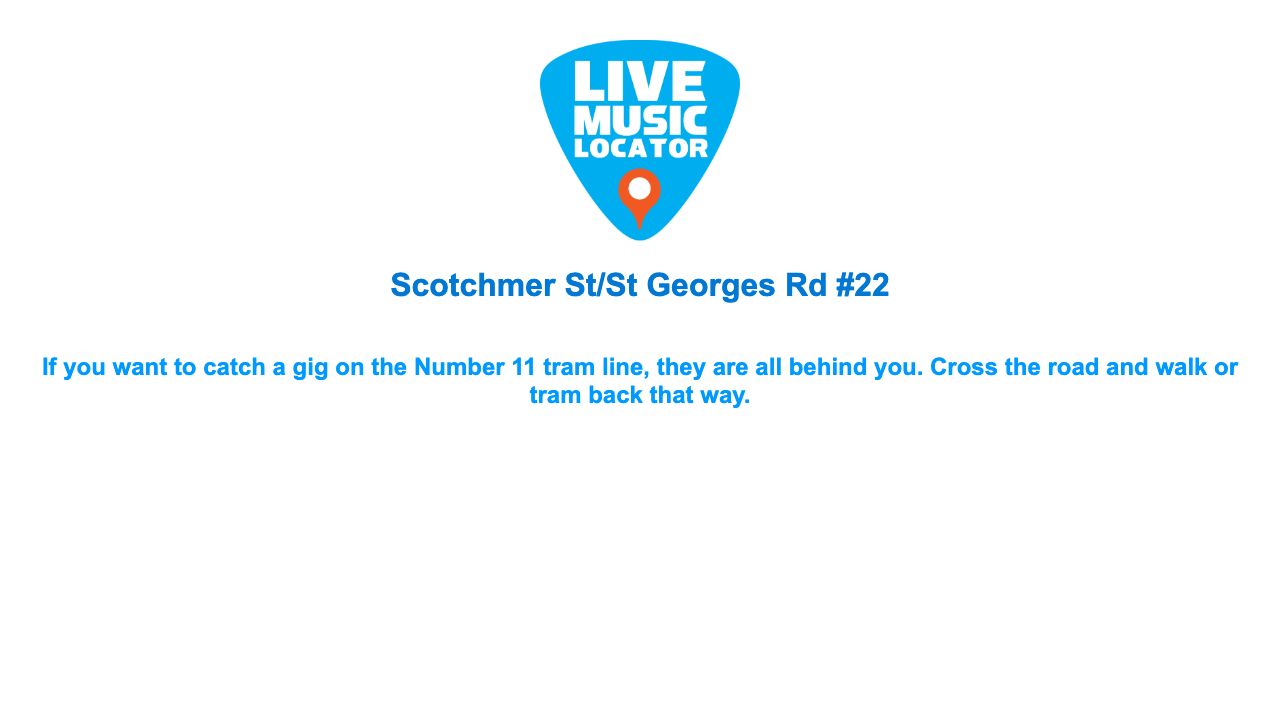 LIVE
MUSIC
LOCATOR
Scotchmer St/St Georges Rd #22
If you want to catch a gig on the Number 11 tram line, they are all behind you. Cross the road and walk or
tram back that way.